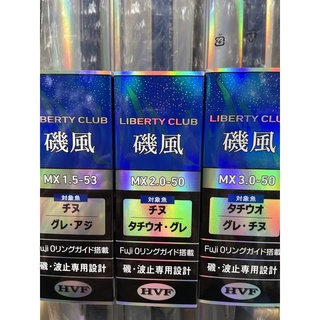 LIBERTY CLUB
磯風
MX 1.5-53
対象魚
チヌ
グレ・アジ
Fuji Oリングガイド搭載
磯・波止専用設計
HVF
LIBERTY CLUB
磯風
MX 2.0-50
対象魚
チヌ
タチウオ・グレ
Fuji Oリングガイド搭載
磯・波止専用設計
HVF
LIBERTY CLUB
磯風
MX 3.0-50
対象魚
タチウオ
グレ・チヌ
Fuji Oリングガイド搭載
磯・波止専用設計
HVF